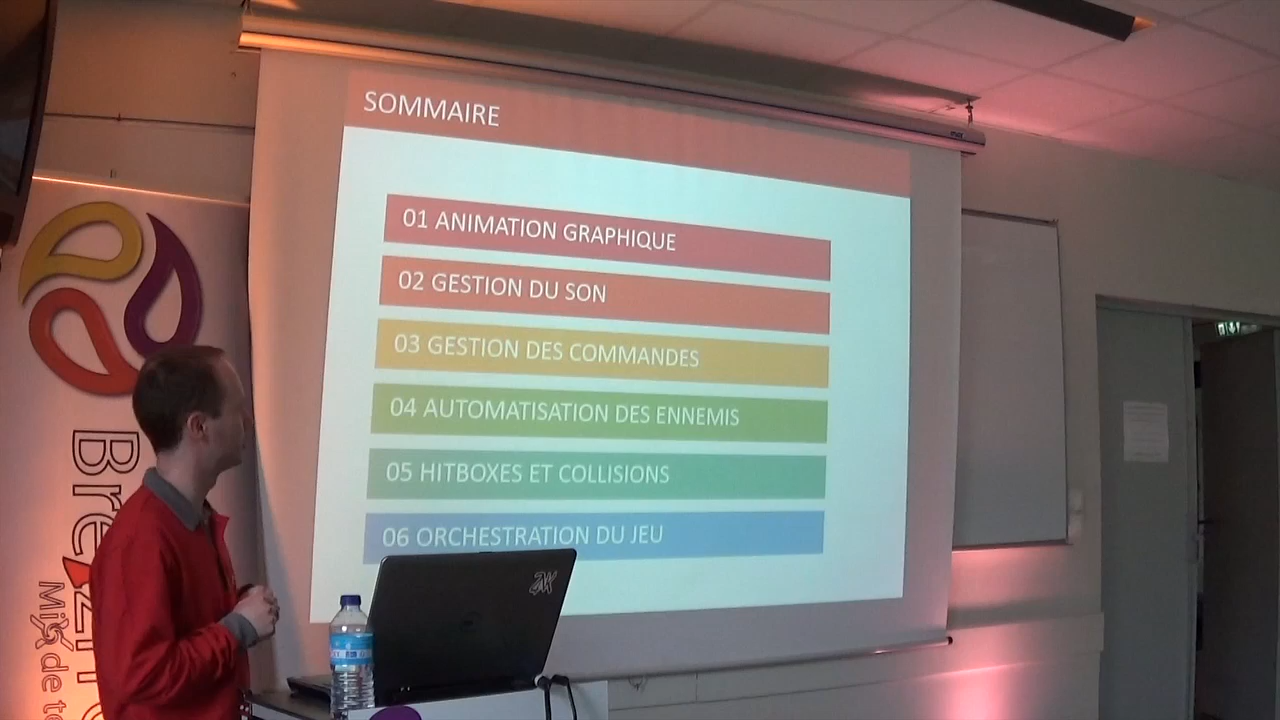 SOMMAIRE
01 ANIMATION GRAPHIQUE
02 GESTION DU SON
03 GESTION DES COMMANDES
04 AUTOMATISATION DES ENNEMIS
05 HITBOXES ET COLLISIONS
06 ORCHESTRATION DU JEU